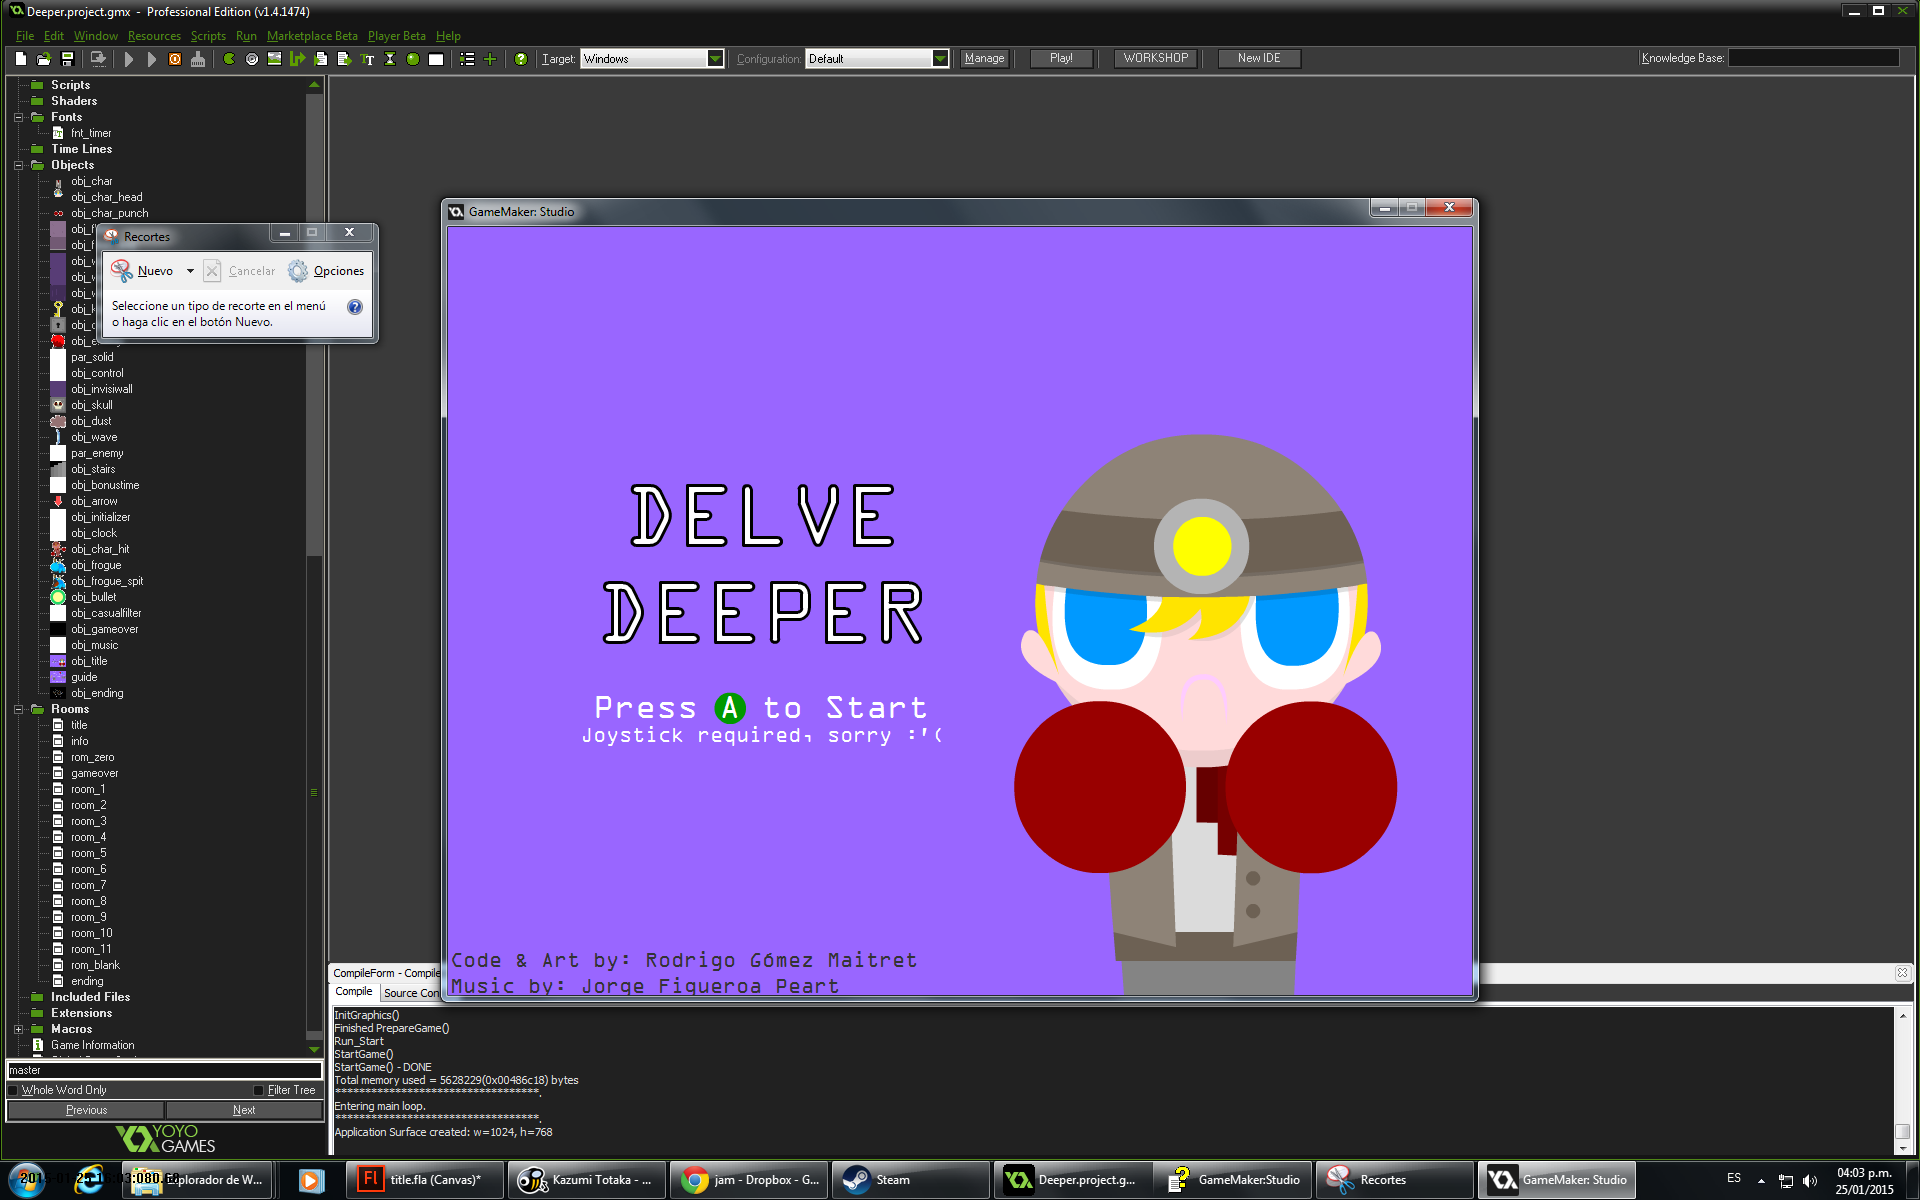 Deeper.project.gmx - Professional Edition (v1.4.1474)
File Edit Window Resources Scripts Run Marketplace Beta Player Beta Help
Target: Windows Configuration: Default Manage Play! WORKSHOP New IDE Knowledge Base:
Scripts
Shaders
Fonts
fnt_timer
Time Lines
Objects
obj_char
obj_char_head
obj_char_punch
par_solid
obj_control
obj_invisiwall
obj_skull
obj_dust
obj_wave
par_enemy
obj_stairs
obj_bonustime
obj_arrow
obj_initializer
obj_clock
obj_char_hit
obj_frogue
obj_frogue_spit
obj_bullet
obj_casualfilter
obj_gameover
obj_music
obj_title
guide
obj_ending
Rooms
title
info
rom_zero
gameover
room_1
room_2
room_3
room_4
room_5
room_6
room_7
room_8
room_9
room_10
room_11
rom_blank
ending
Included Files
Extensions
Macros
Game Information
master
Whole Word Only Filter Tree
Previous Next
YOYO
GAMES
Recortes
Nuevo Cancelar Opciones
Seleccione un tipo de recorte en el menú
o haga clic en el botón Nuevo.
GameMaker: Studio
DELVE
DEEPER
Press A to Start
Joystick required, sorry :'(
Code & Art by: Rodrigo Gómez Maitret
Music by: Jorge Figueroa Peart
CompileForm - Compile
Compile Source Con
InitGraphics()
Finished PrepareGame()
Run_Start
StartGame()
StartGame() - DONE
Total memory used = 5628229(0x00486c18) bytes
**********************************.
Entering main loop.
**********************************.
Application Surface created: w=1024, h=768
Explorador de W... title.fla (Canvas)* Kazumi Totaka - ... jam - Dropbox - G... Steam Deeper.project.g... GameMaker:Studio Recortes GameMaker: Studio ES 04:03 p.m.
25/01/2015